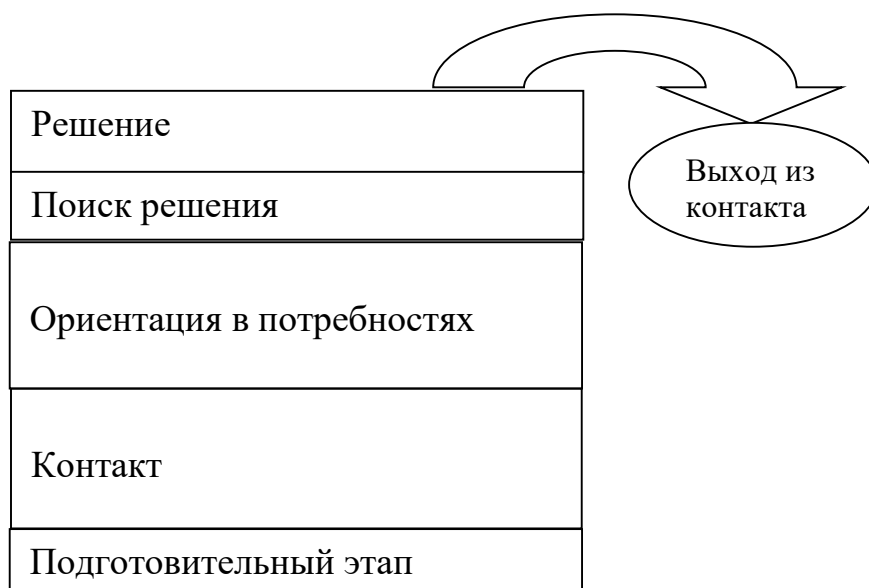 Решение
Выход из
контакта
Поиск решения
Ориентация в потребностях
Контакт
Подготовительный этап